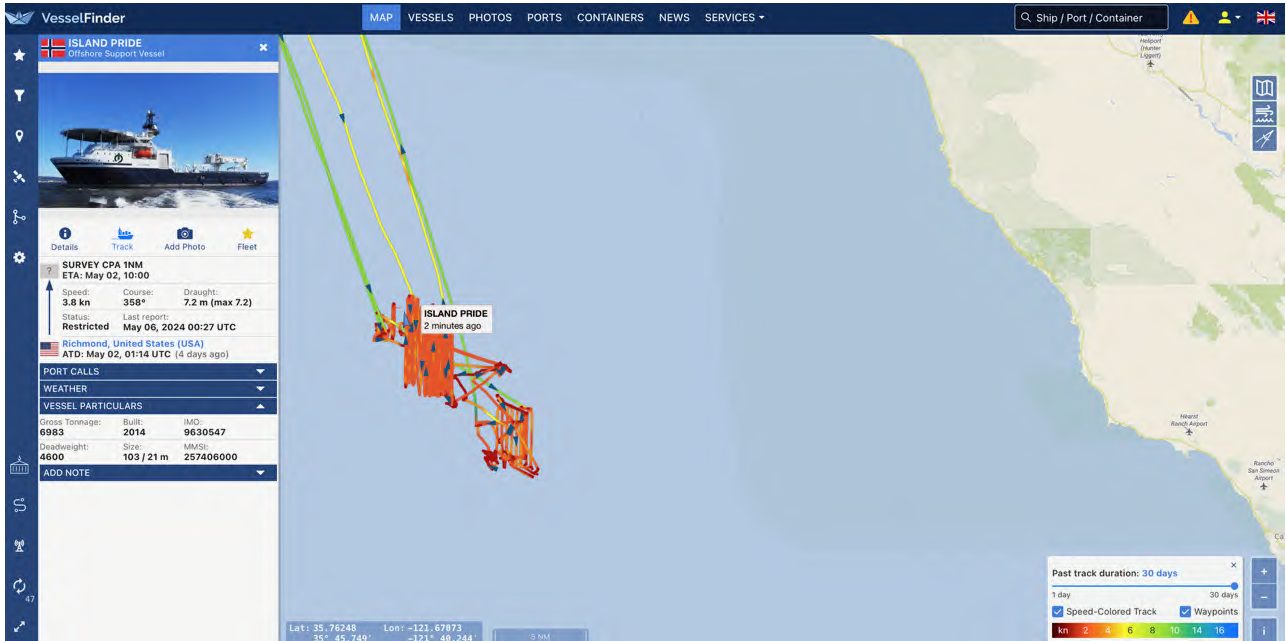 VesselFinder
MAP VESSELS PHOTOS PORTS CONTAINERS NEWS SERVICES
Ship / Port / Container
ISLAND PRIDE
Offshore Support Vessel
Details Track Add Photo Fleet
?
SURVEY CPA 1NM
ETA: May 02, 10:00
Speed: Course: Draught:
3.8 kn 358° 7.2 m (max 7.2)
Status: Last report:
Restricted May 06, 2024 00:27 UTC
Richmond, United States (USA)
ATD: May 02, 01:14 UTC (4 days ago)
PORT CALLS
WEATHER
VESSEL PARTICULARS
Gross Tonnage: Built: IMO:
6983 2014 9630547
Deadweight: Size: MMSI:
4600 103 / 21 m 257406000
ADD NOTE
47
ISLAND PRIDE
2 minutes ago
Heliport
(Hunter
Liggett)
Hearst
Ranch Airport
Rancho
San Simeon
Airport
Ca
Lat: 35.76248 Lon: -121.67073
35° 45.749' -121° 40.244'
5 NM
×
Past track duration: 30 days
1 day 30 days
Speed-Colored Track Waypoints
kn 2 4 6 8 10 14 16
+
−
i